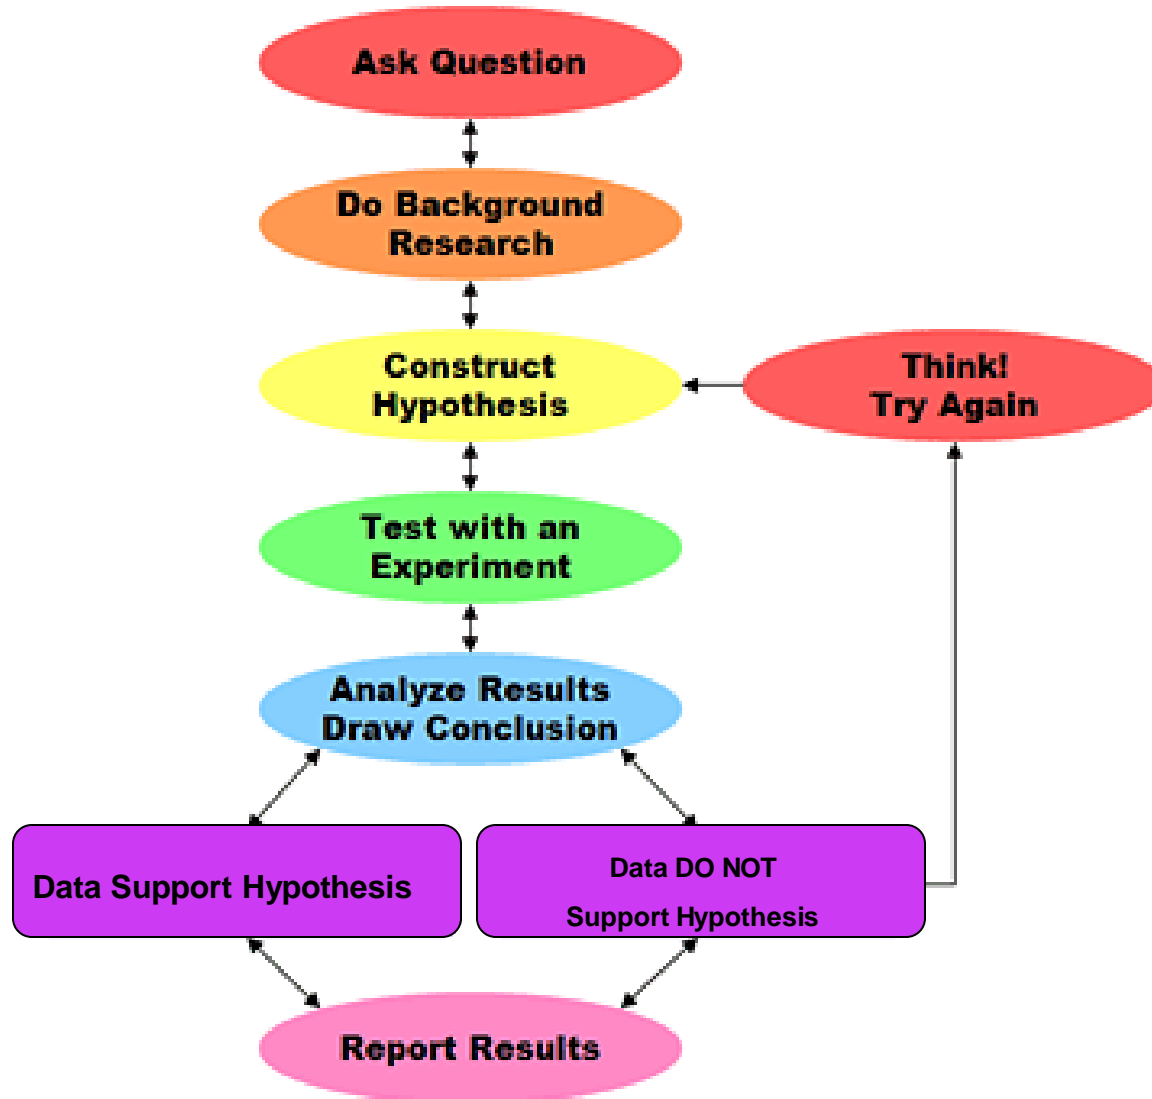 Ask Question
Do Background
Research
Construct
Hypothesis
Think!
Try Again
Test with an
Experiment
Analyze Results
Draw Conclusion
Data Support Hypothesis
Data DO NOT
Support Hypothesis
Report Results